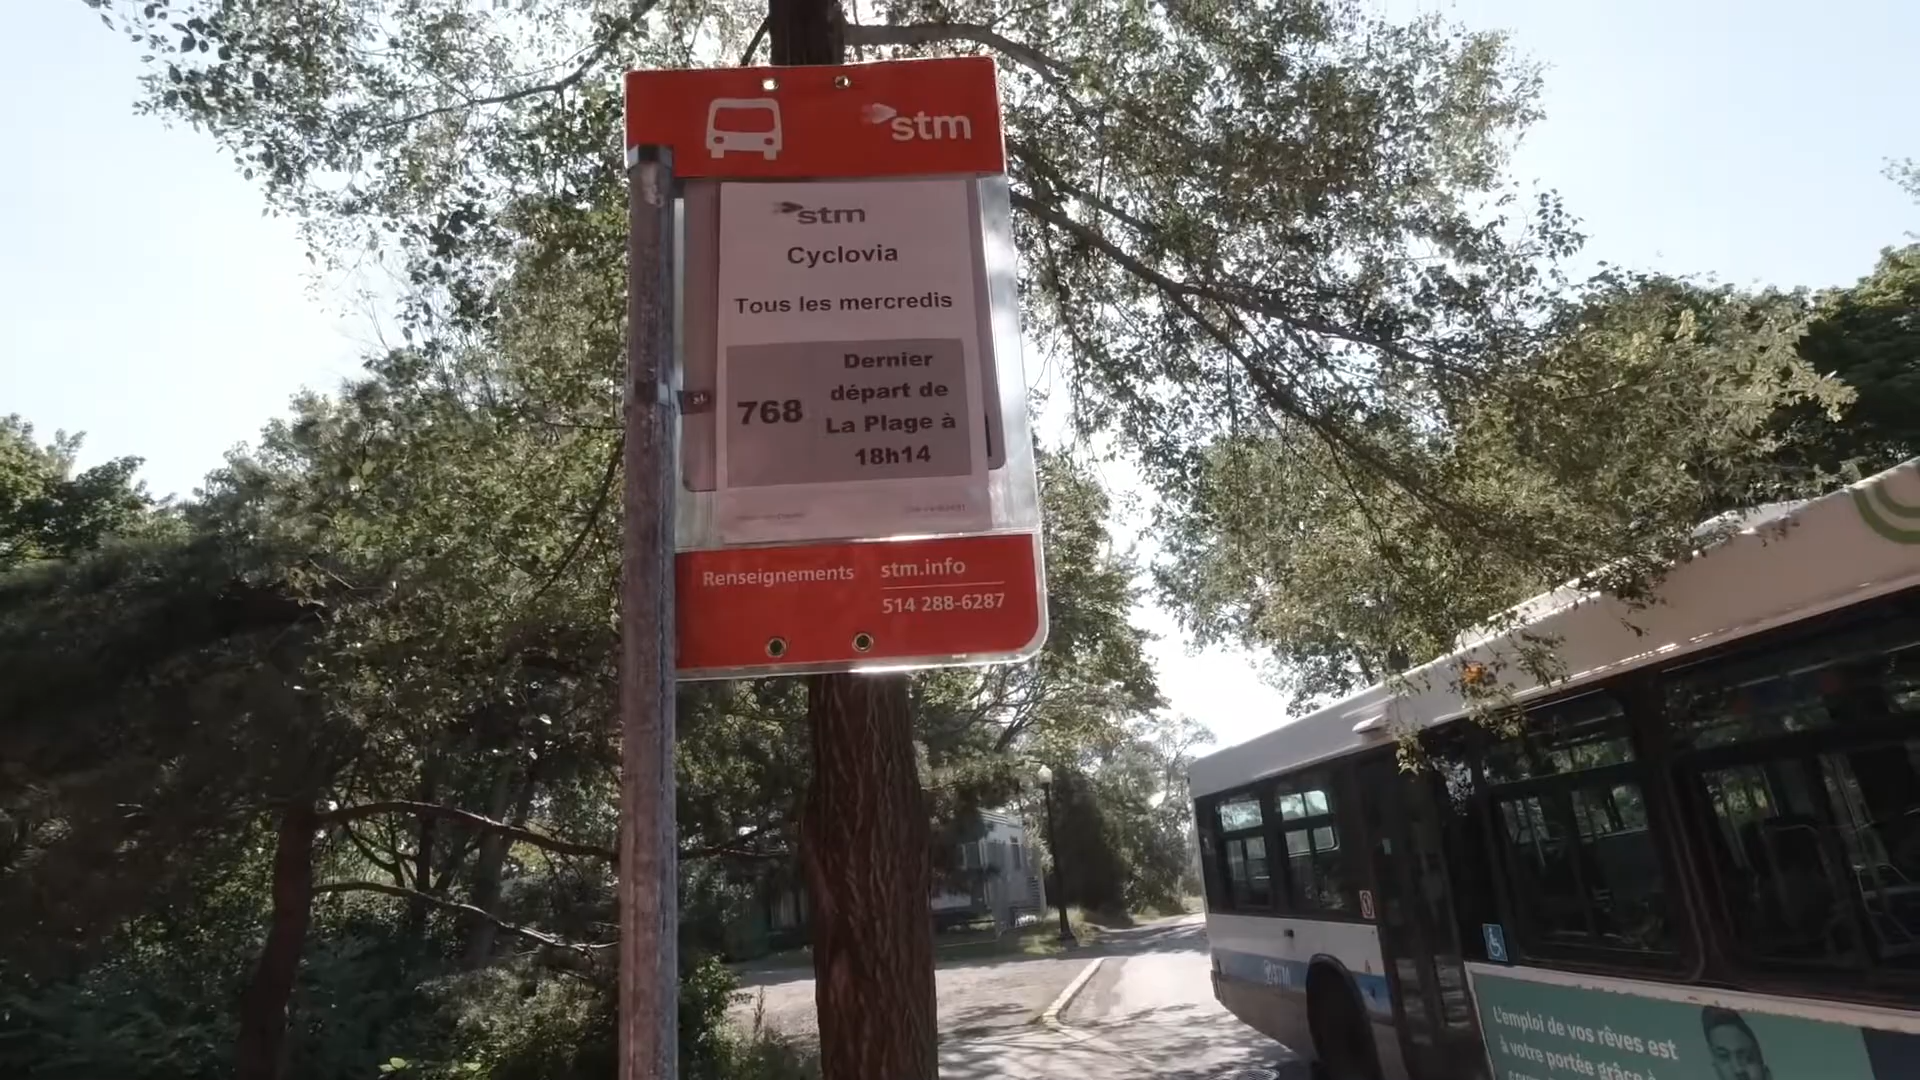 stm
stm
Cyclovia
Tous les mercredis
768
Dernier
départ de
La Plage à
18h14
Renseignements
stm.info
514 288-6287
STM
L'emploi de vos rêves est
à votre portée grâce à